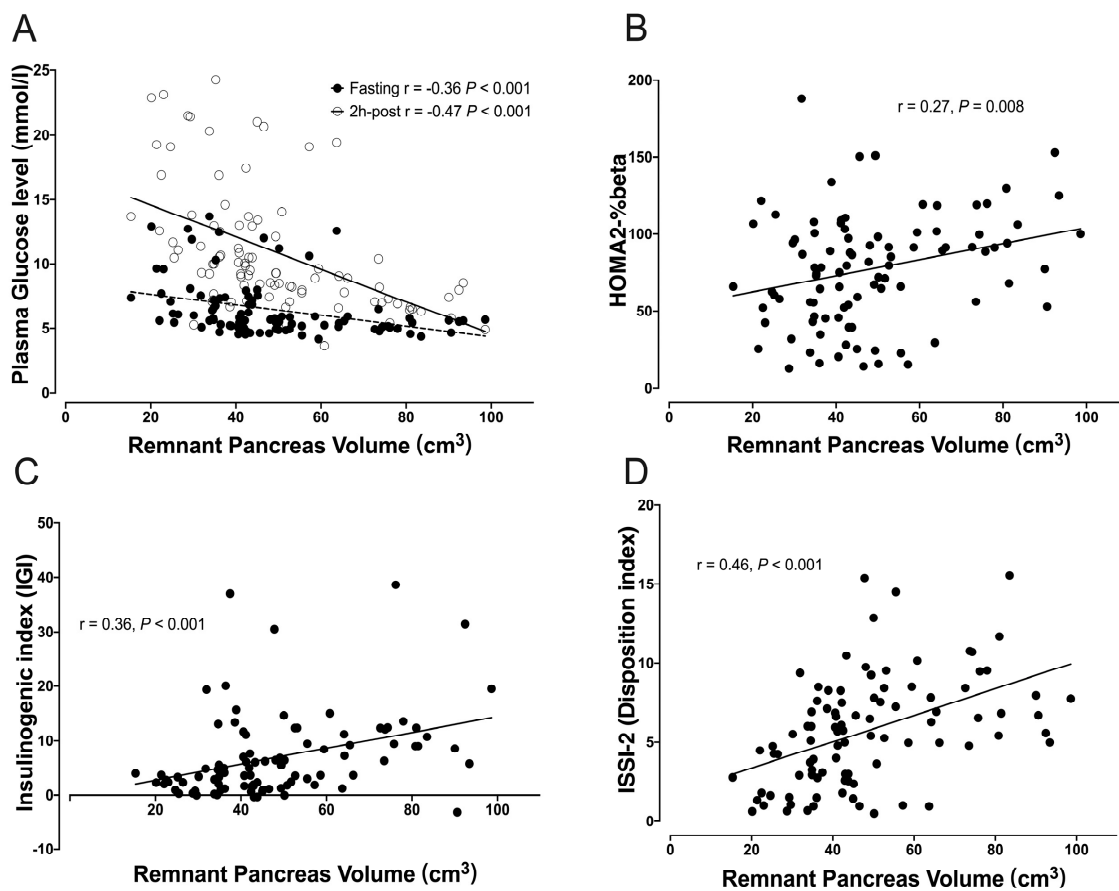 A
Plasma Glucose level (mmol/l)
25
20
15
10
5
0
Fasting r = -0.36 P < 0.001
2h-post r = -0.47 P < 0.001
0 20 40 60 80 100
Remnant Pancreas Volume (cm³)
B
HOMA2-%beta
200
150
100
50
0
r = 0.27, P = 0.008
0 20 40 60 80 100
Remnant Pancreas Volume (cm³)
C
Insulinogenic index (IGI)
50
40
30
20
10
0
-10
r = 0.36, P < 0.001
20 40 60 80 100
Remnant Pancreas Volume (cm³)
D
ISSI-2 (Disposition index)
20
15
10
5
0
r = 0.46, P < 0.001
0 20 40 60 80 100
Remnant Pancreas Volume (cm³)